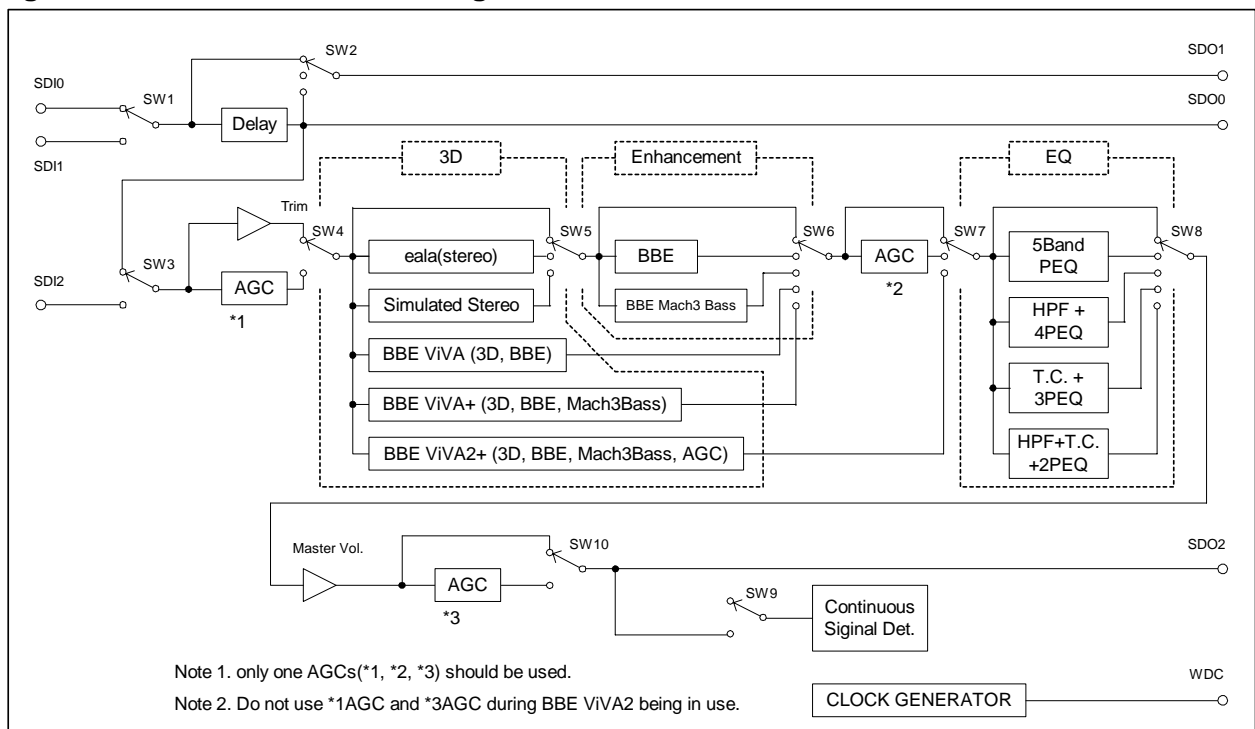 SW2
SDO1
SDI0
SW1
SDO0
Delay
SDI1
3D
Enhancement
EQ
Trim
SW4
SW5
SW6
SW7
SW8
eala(stereo)
BBE
AGC
*2
5Band
PEQ
SW3
SDI2
AGC
*1
Simulated Stereo
BBE Mach3 Bass
HPF +
4PEQ
BBE ViVA (3D, BBE)
T.C. +
3PEQ
BBE ViVA+ (3D, BBE, Mach3Bass)
BBE ViVA2+ (3D, BBE, Mach3Bass, AGC)
HPF+T.C.
+2PEQ
Master Vol.
SW10
SDO2
AGC
*3
SW9
Continuous
Siginal Det.
Note 1. only one AGCs(*1, *2, *3) should be used.
Note 2. Do not use *1AGC and *3AGC during BBE ViVA2 being in use.
CLOCK GENERATOR
WDC